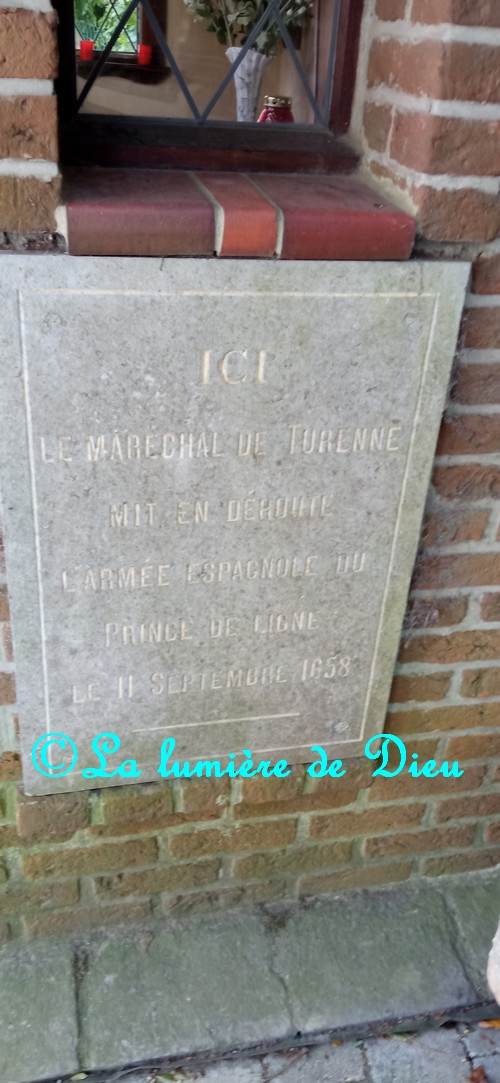 ICI
LE MARÉCHAL DE TURENNE
MIT EN DÉROUTE
L'ARMÉE ESPAGNOLE DU
PRINCE DE LIGNE
LE 11 SEPTEMBRE 1658
© La lumière de Dieu